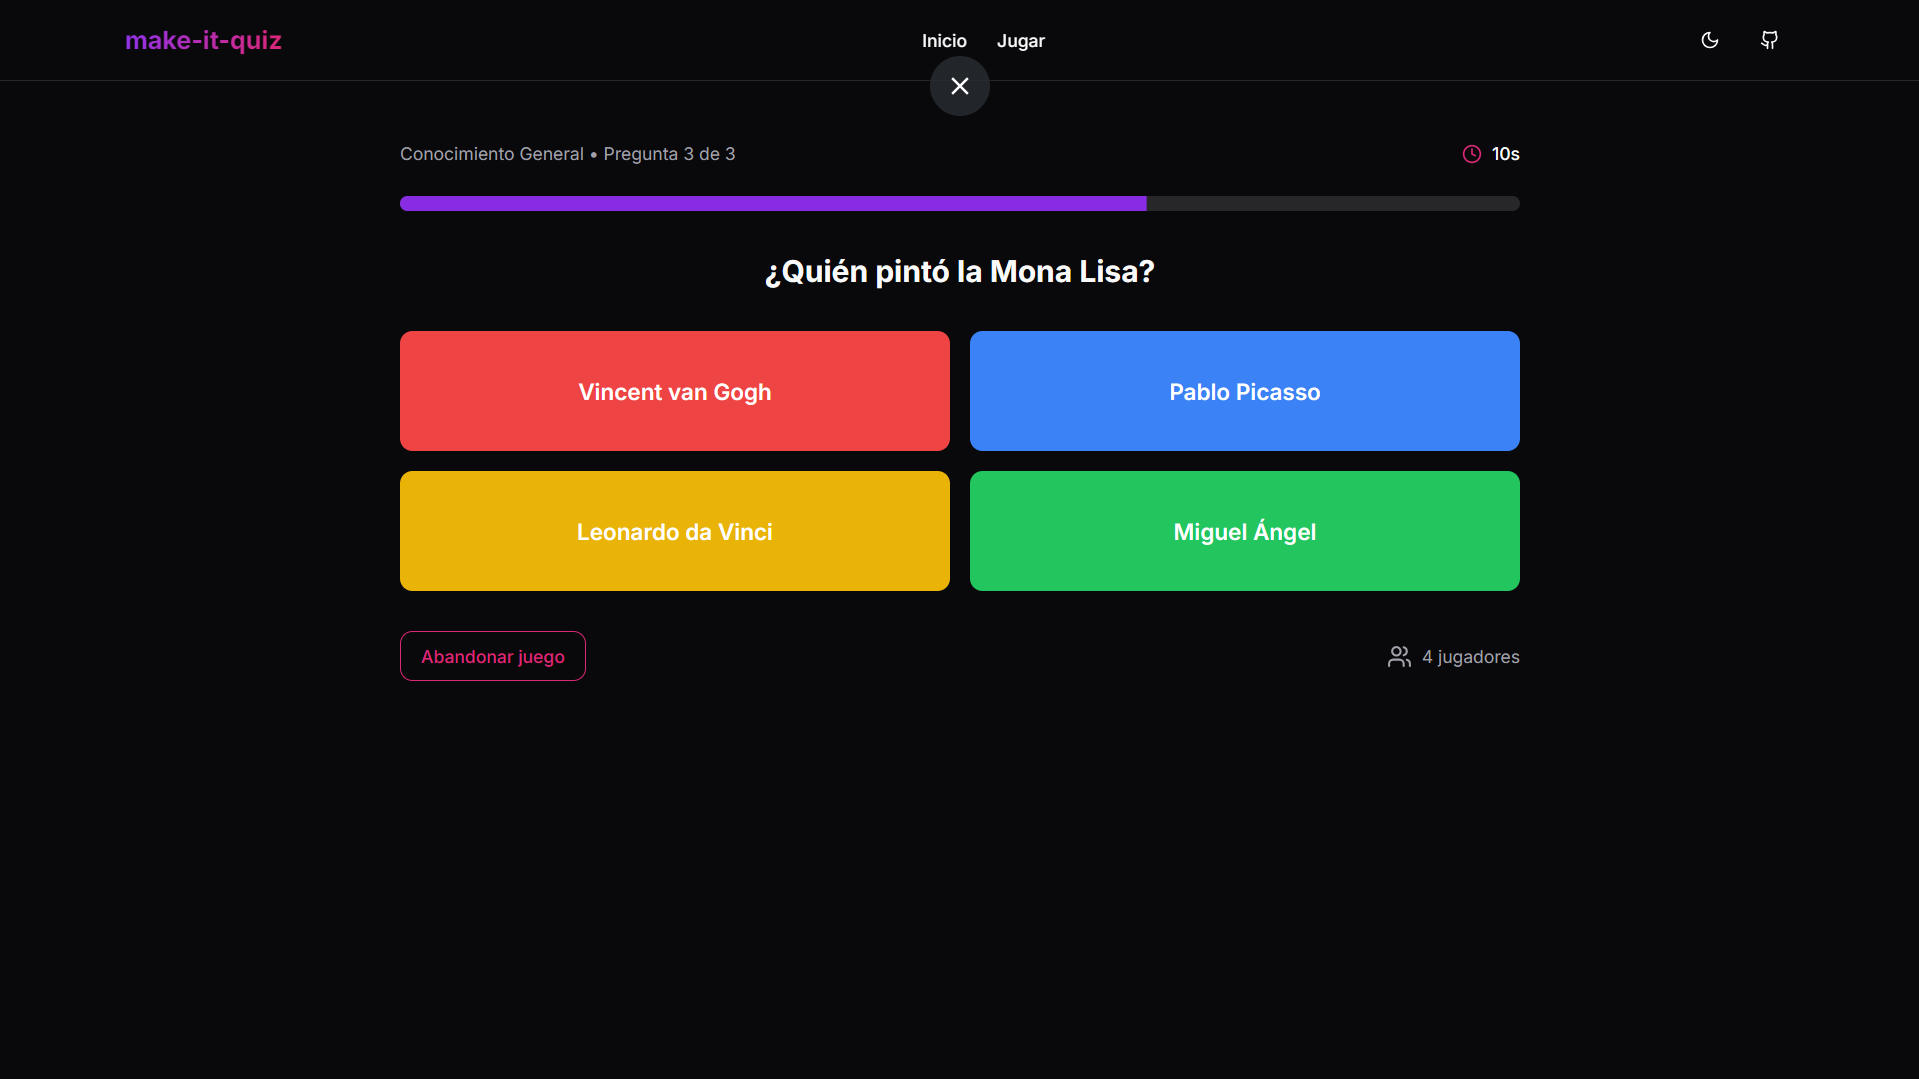 make-it-quiz
Inicio
Jugar
Conocimiento General • Pregunta 3 de 3
10s
¿Quién pintó la Mona Lisa?
Vincent van Gogh
Pablo Picasso
Leonardo da Vinci
Miguel Ángel
Abandonar juego
4 jugadores